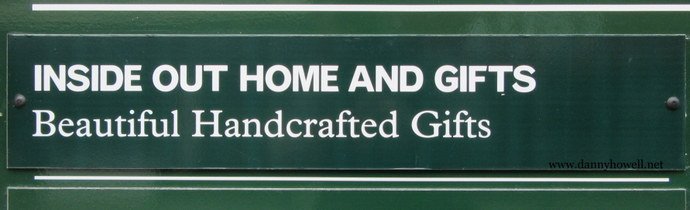 INSIDE OUT HOME AND GIFTS
Beautiful Handcrafted Gifts
www.dannyhowell.net